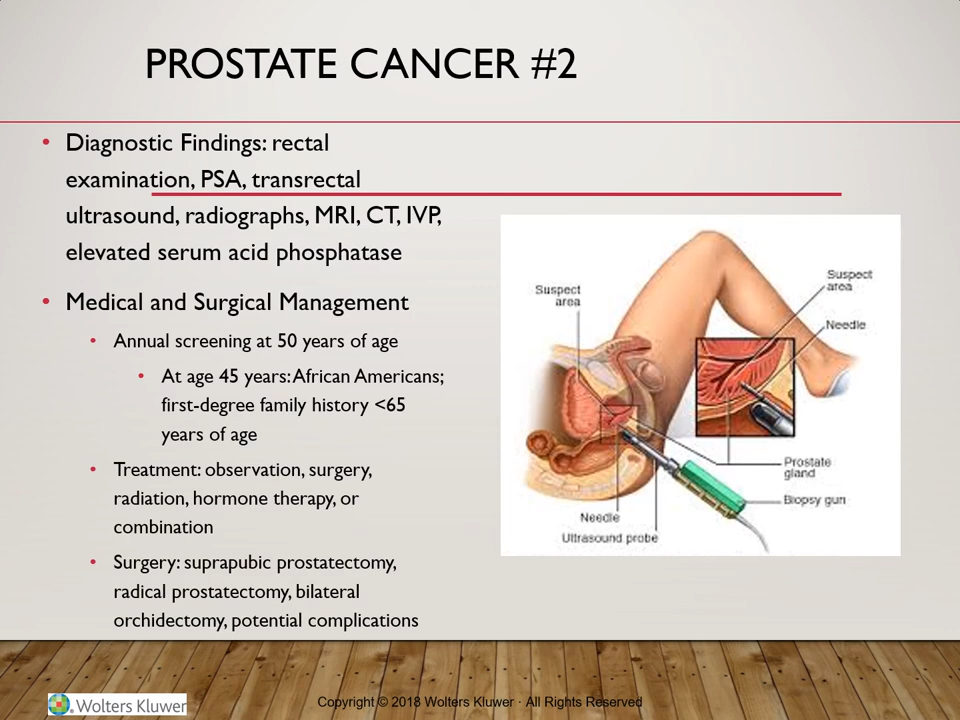 PROSTATE CANCER #2
• Diagnostic Findings: rectal
examination, PSA, transrectal
ultrasound, radiographs, MRI, CT, IVP,
elevated serum acid phosphatase
• Medical and Surgical Management
• Annual screening at 50 years of age
• At age 45 years: African Americans;
first-degree family history <65
years of age
• Treatment: observation, surgery,
radiation, hormone therapy, or
combination
• Surgery: suprapubic prostatectomy,
radical prostatectomy, bilateral
orchidectomy, potential complications
Suspect
area
Suspect
area
Needle
Prostate
gland
Biopsy gun
Needle
Ultrasound probe
Wolters Kluwer
Copyright © 2018 Wolters Kluwer · All Rights Reserved